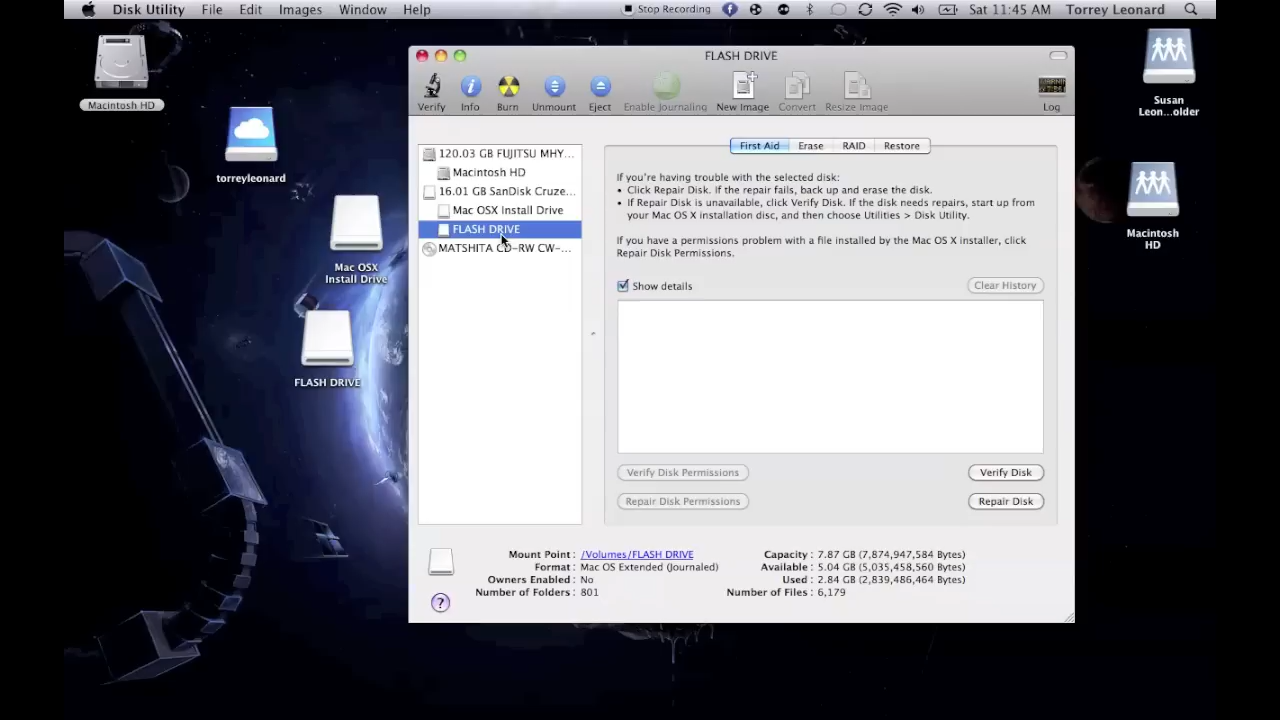 Disk Utility File Edit Images Window Help Stop Recording Sat 11:45 AM Torrey Leonard
Macintosh HD
torreyleonard
Mac OSX
Install Drive
FLASH DRIVE
Susan
Leon...older
Macintosh
HD
FLASH DRIVE
Verify Info Burn Unmount Eject Enable Journaling New Image Convert Resize Image Log
120.03 GB FUJITSU MHY...
Macintosh HD
16.01 GB SanDisk Cruze...
Mac OSX Install Drive
FLASH DRIVE
MATSHITA CD-RW CW-...
First Aid Erase RAID Restore
If you're having trouble with the selected disk:
• Click Repair Disk. If the repair fails, back up and erase the disk.
• If Repair Disk is unavailable, click Verify Disk. If the disk needs repairs, start up from
your Mac OS X installation disc, and then choose Utilities > Disk Utility.
If you have a permissions problem with a file installed by the Mac OS X installer, click
Repair Disk Permissions.
Show details Clear History
Verify Disk Permissions Verify Disk
Repair Disk Permissions Repair Disk
Mount Point : /Volumes/FLASH DRIVE Capacity : 7.87 GB (7,874,947,584 Bytes)
Format : Mac OS Extended (Journaled) Available : 5.04 GB (5,035,458,560 Bytes)
Owners Enabled : No Used : 2.84 GB (2,839,486,464 Bytes)
Number of Folders : 801 Number of Files : 6,179
?